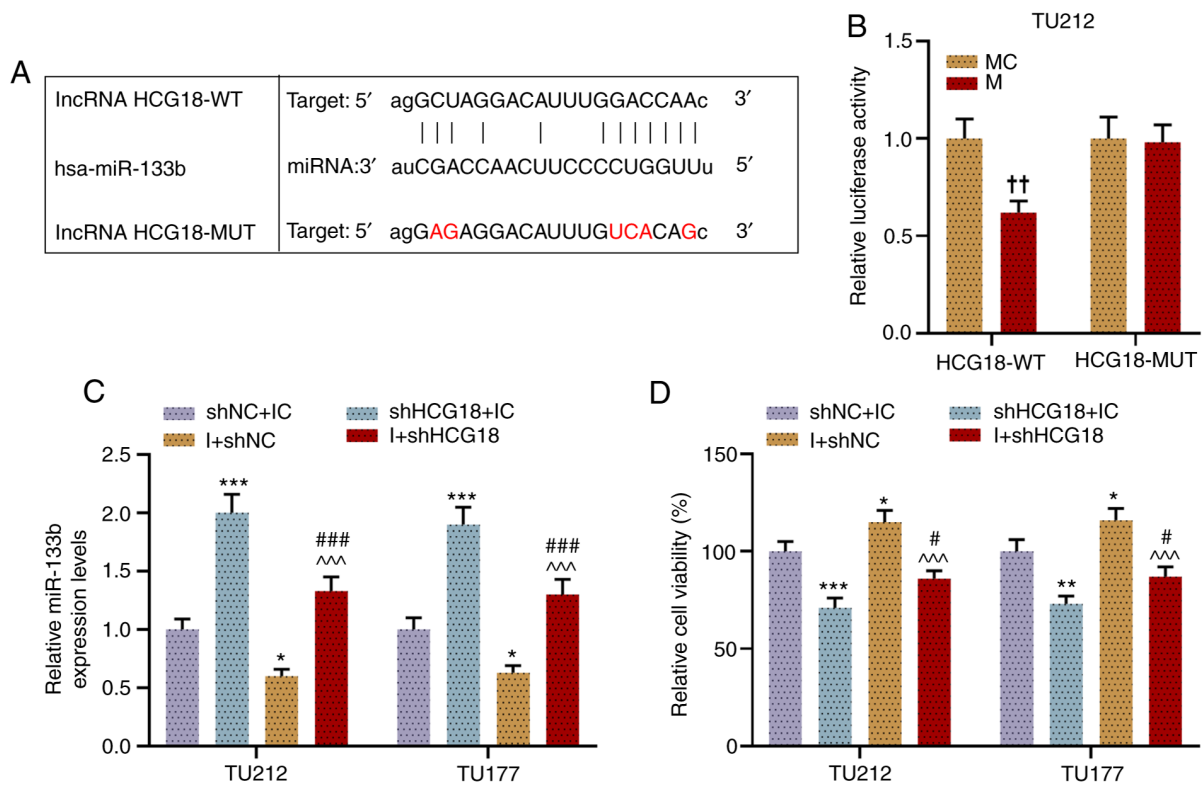 A
lncRNA HCG18-WT Target: 5′ agGCUAGGACAUUUGGACCAAc 3′
hsa-miR-133b miRNA:3′ auCGACCAACUUCCCCUGGUUu 5′
lncRNA HCG18-MUT Target: 5′ agGAGAGGACAUUUGUCACAGc 3′
B
TU212
MC
M
Relative luciferase activity
1.5
1.0
0.5
0.0
††
HCG18-WT HCG18-MUT
C
shNC+IC shHCG18+IC
I+shNC I+shHCG18
Relative miR-133b
expression levels
2.5
2.0
1.5
1.0
0.5
0.0
***
*
###
^^^
***
*
###
^^^
TU212 TU177
D
shNC+IC shHCG18+IC
I+shNC I+shHCG18
Relative cell viability (%)
150
100
50
0
***
*
#
^^^
**
*
#
^^^
TU212 TU177